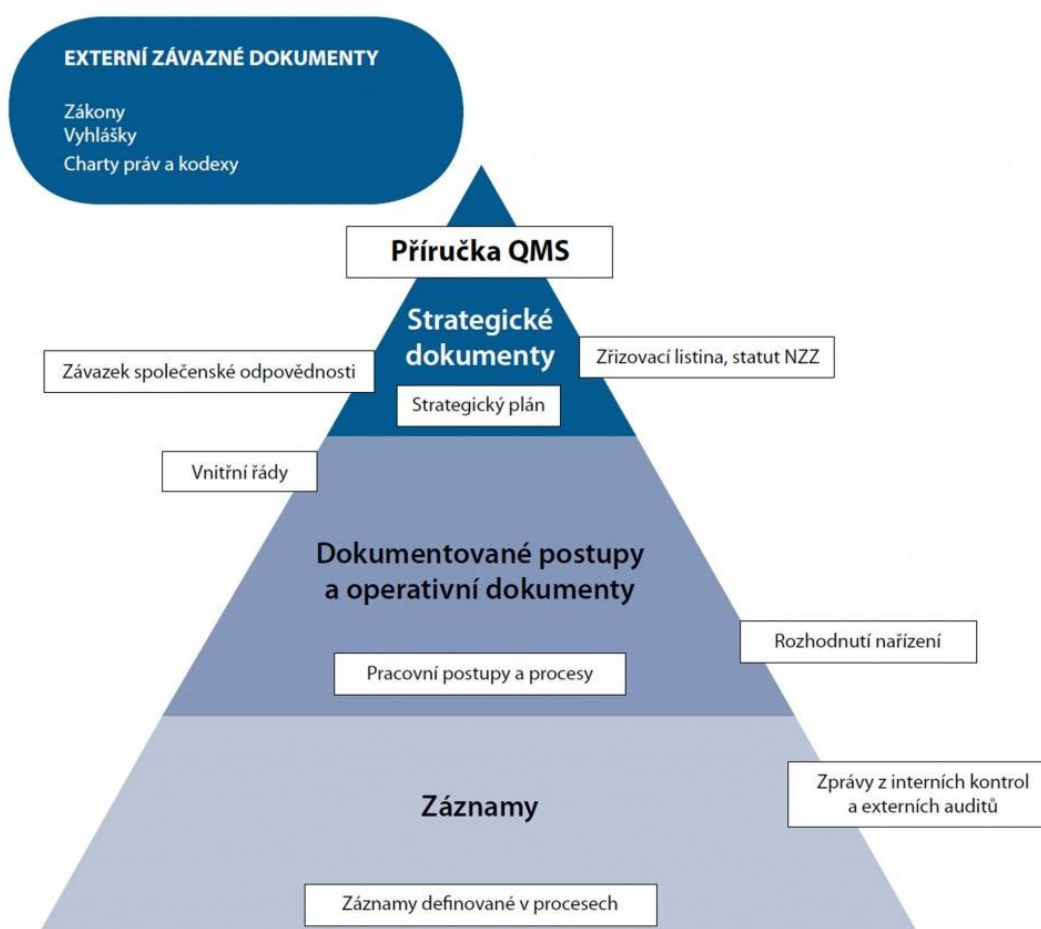 EXTERNÍ ZÁVAZNÉ DOKUMENTY
Zákony
Vyhlášky
Charty práv a kodexy
Příručka QMS
Strategické
dokumenty
Závazek společenské odpovědnosti
Zřizovací listina, statut NZZ
Strategický plán
Vnitřní řády
Dokumentované postupy
a operativní dokumenty
Rozhodnutí nařízení
Pracovní postupy a procesy
Zprávy z interních kontrol
a externích auditů
Záznamy
Záznamy definované v procesech